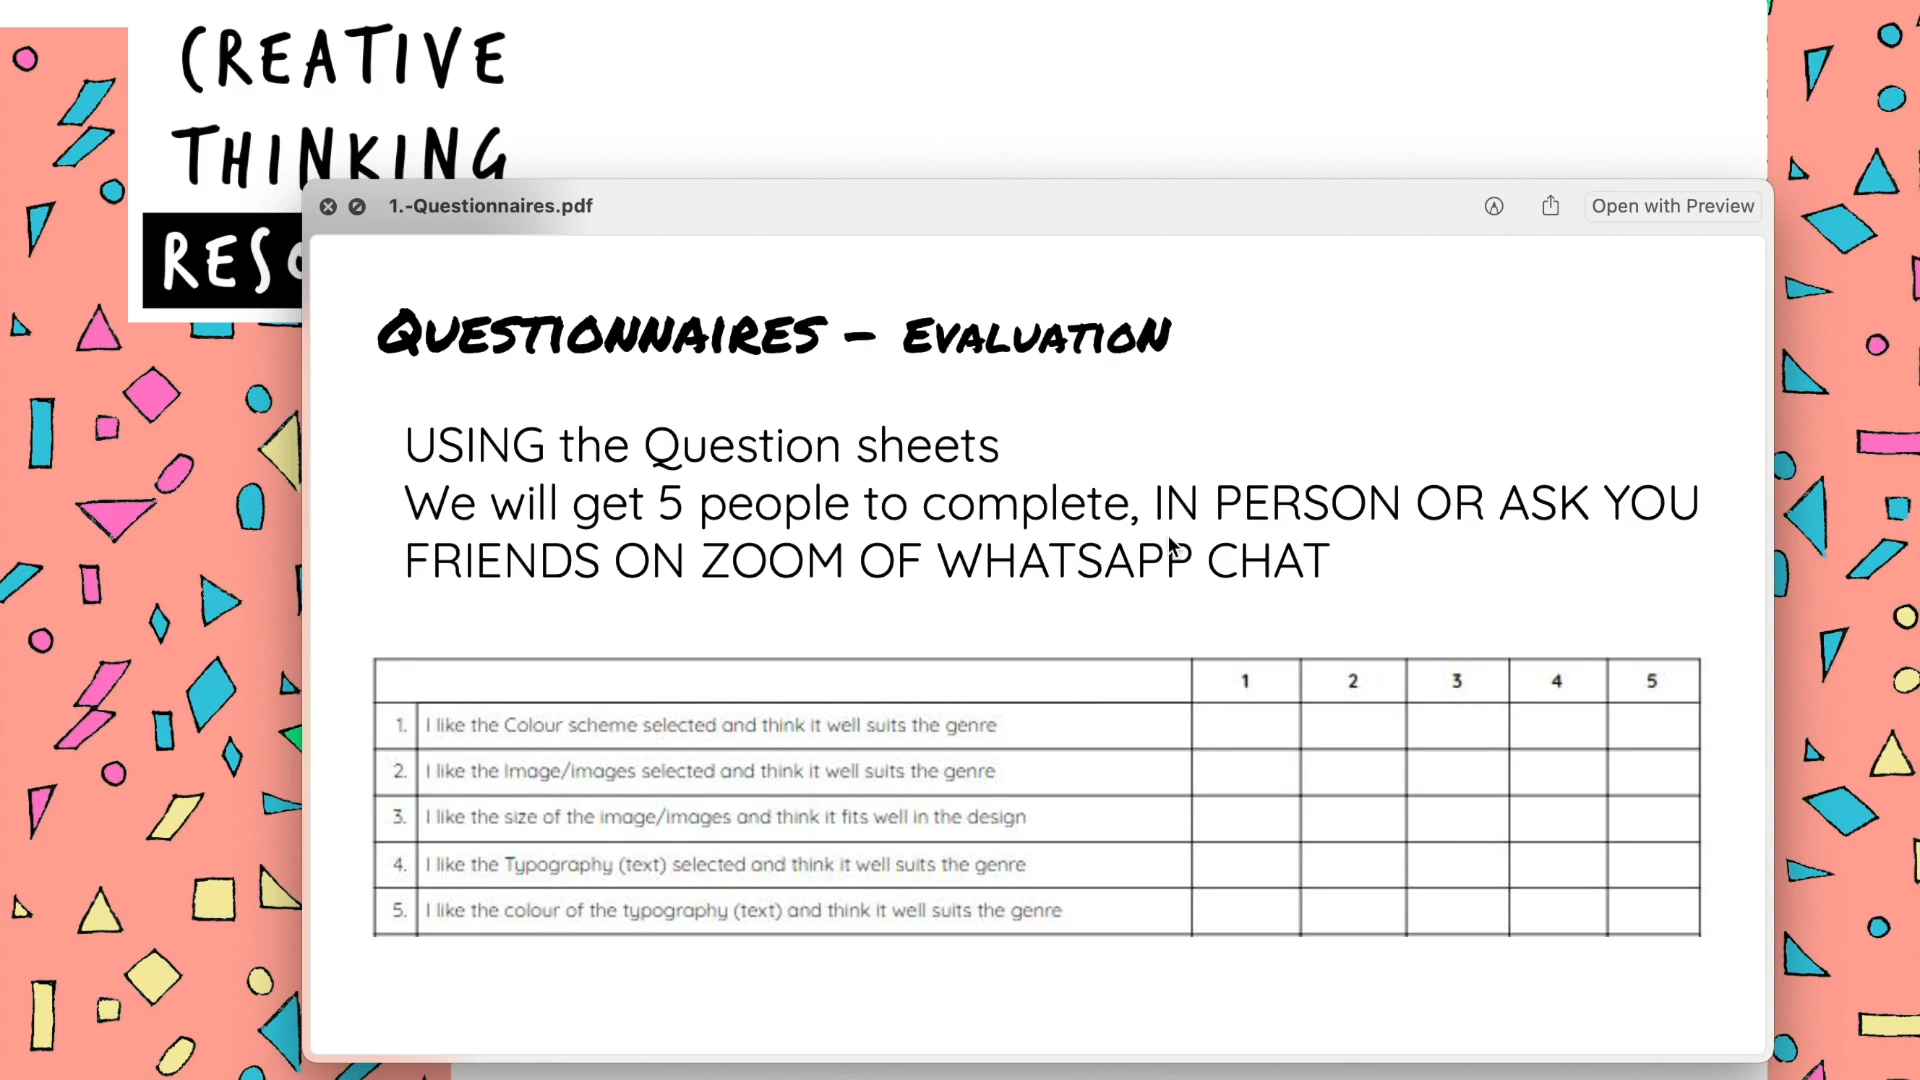 CREATIVE
THINKING
RESO
1.-Questionnaires.pdf
Open with Preview
QUESTIONNAIRES - EVALUATION
USING the Question sheets
We will get 5 people to complete, IN PERSON OR ASK YOU
FRIENDS ON ZOOM OF WHATSAPP CHAT
1 2 3 4 5
1. I like the Colour scheme selected and think it well suits the genre
2. I like the Image/images selected and think it well suits the genre
3. I like the size of the image/images and think it fits well in the design
4. I like the Typography (text) selected and think it well suits the genre
5. I like the colour of the typography (text) and think it well suits the genre